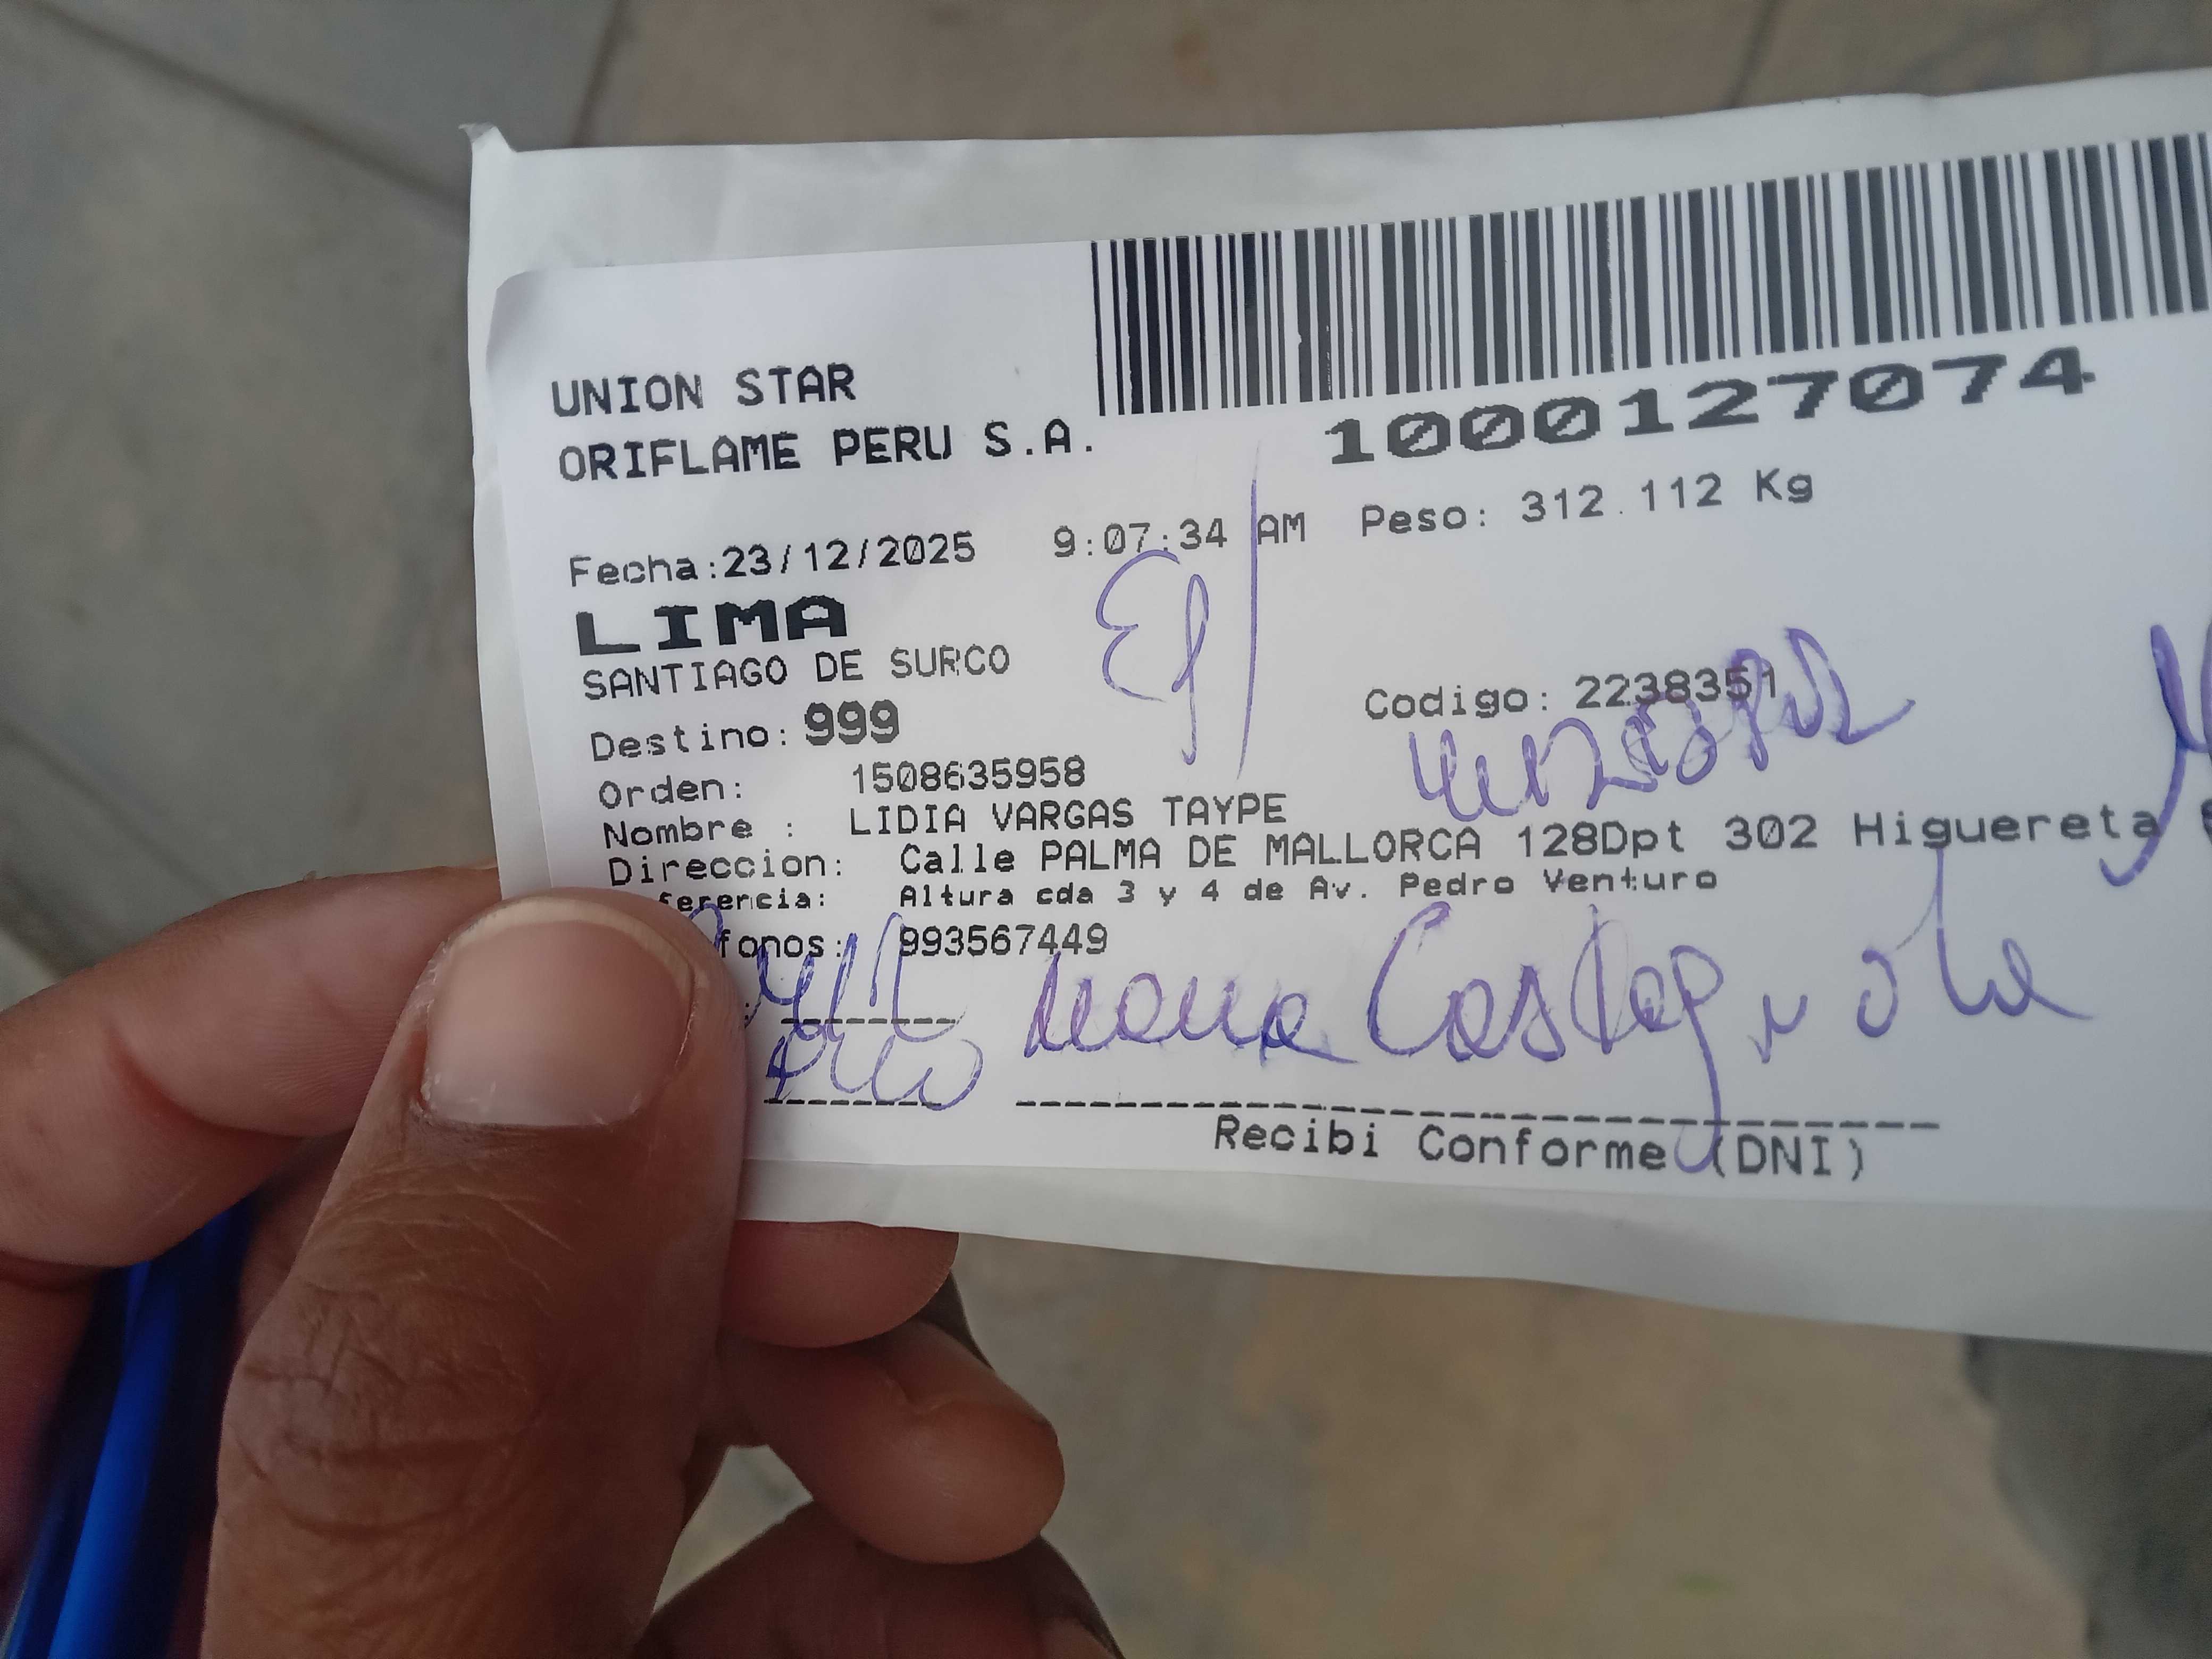 UNION STAR
ORIFLAME PERU S.A.
1000127074
Fecha:23/12/2025 9:07:34 AM Peso: 312.112 Kg
LIMA
SANTIAGO DE SURCO
Codigo: 2238351
Destino: 999
Orden: 1508635958
Nombre : LIDIA VARGAS TAYPE
Direccion: Calle PALMA DE MALLORCA 128Dpt 302 Higuereta
ferencia: Altura cda 3 y 4 de Av. Pedro Venturo
fonos: 993567449
Recibi Conforme (DNI)